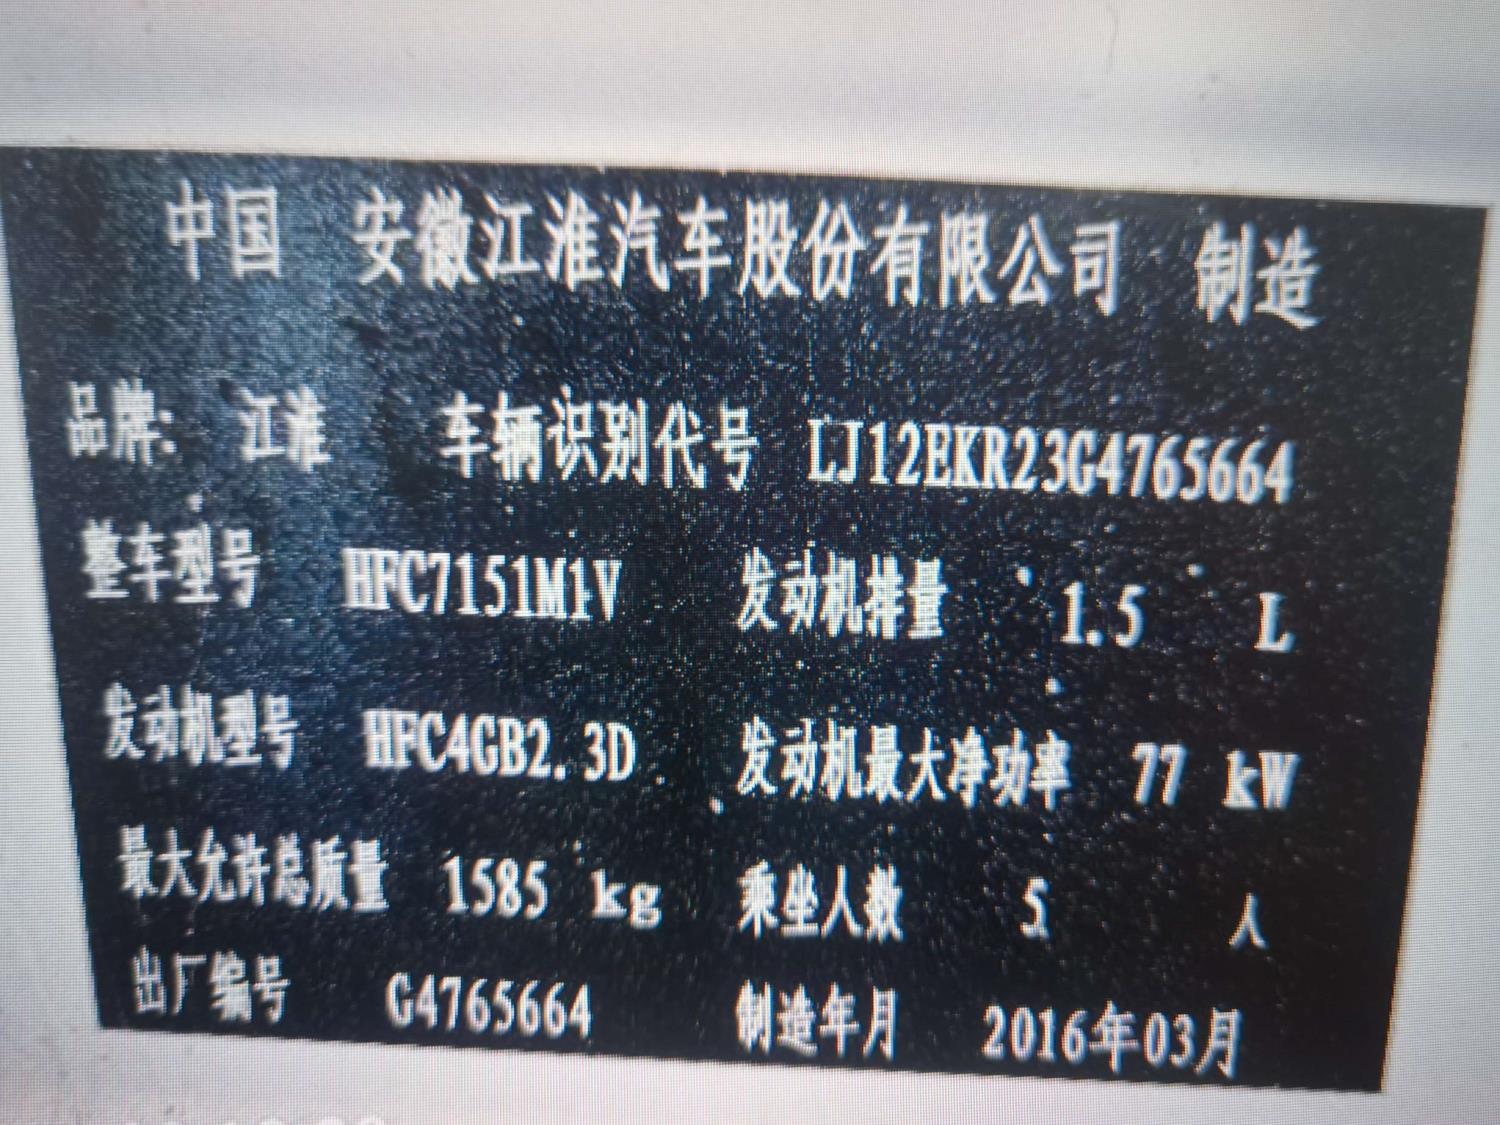 中国 安徽江淮汽车股份有限公司 制造
品牌: 江淮 车辆识别代号 LJ12EKR23G4765664
整车型号 HFC7151M1V 发动机排量 1.5 L
发动机型号 HFC4GB2.3D 发动机最大净功率 77 kW
最大允许总质量 1585 kg 乘坐人数 5 人
出厂编号 G4765664 制造年月 2016年03月